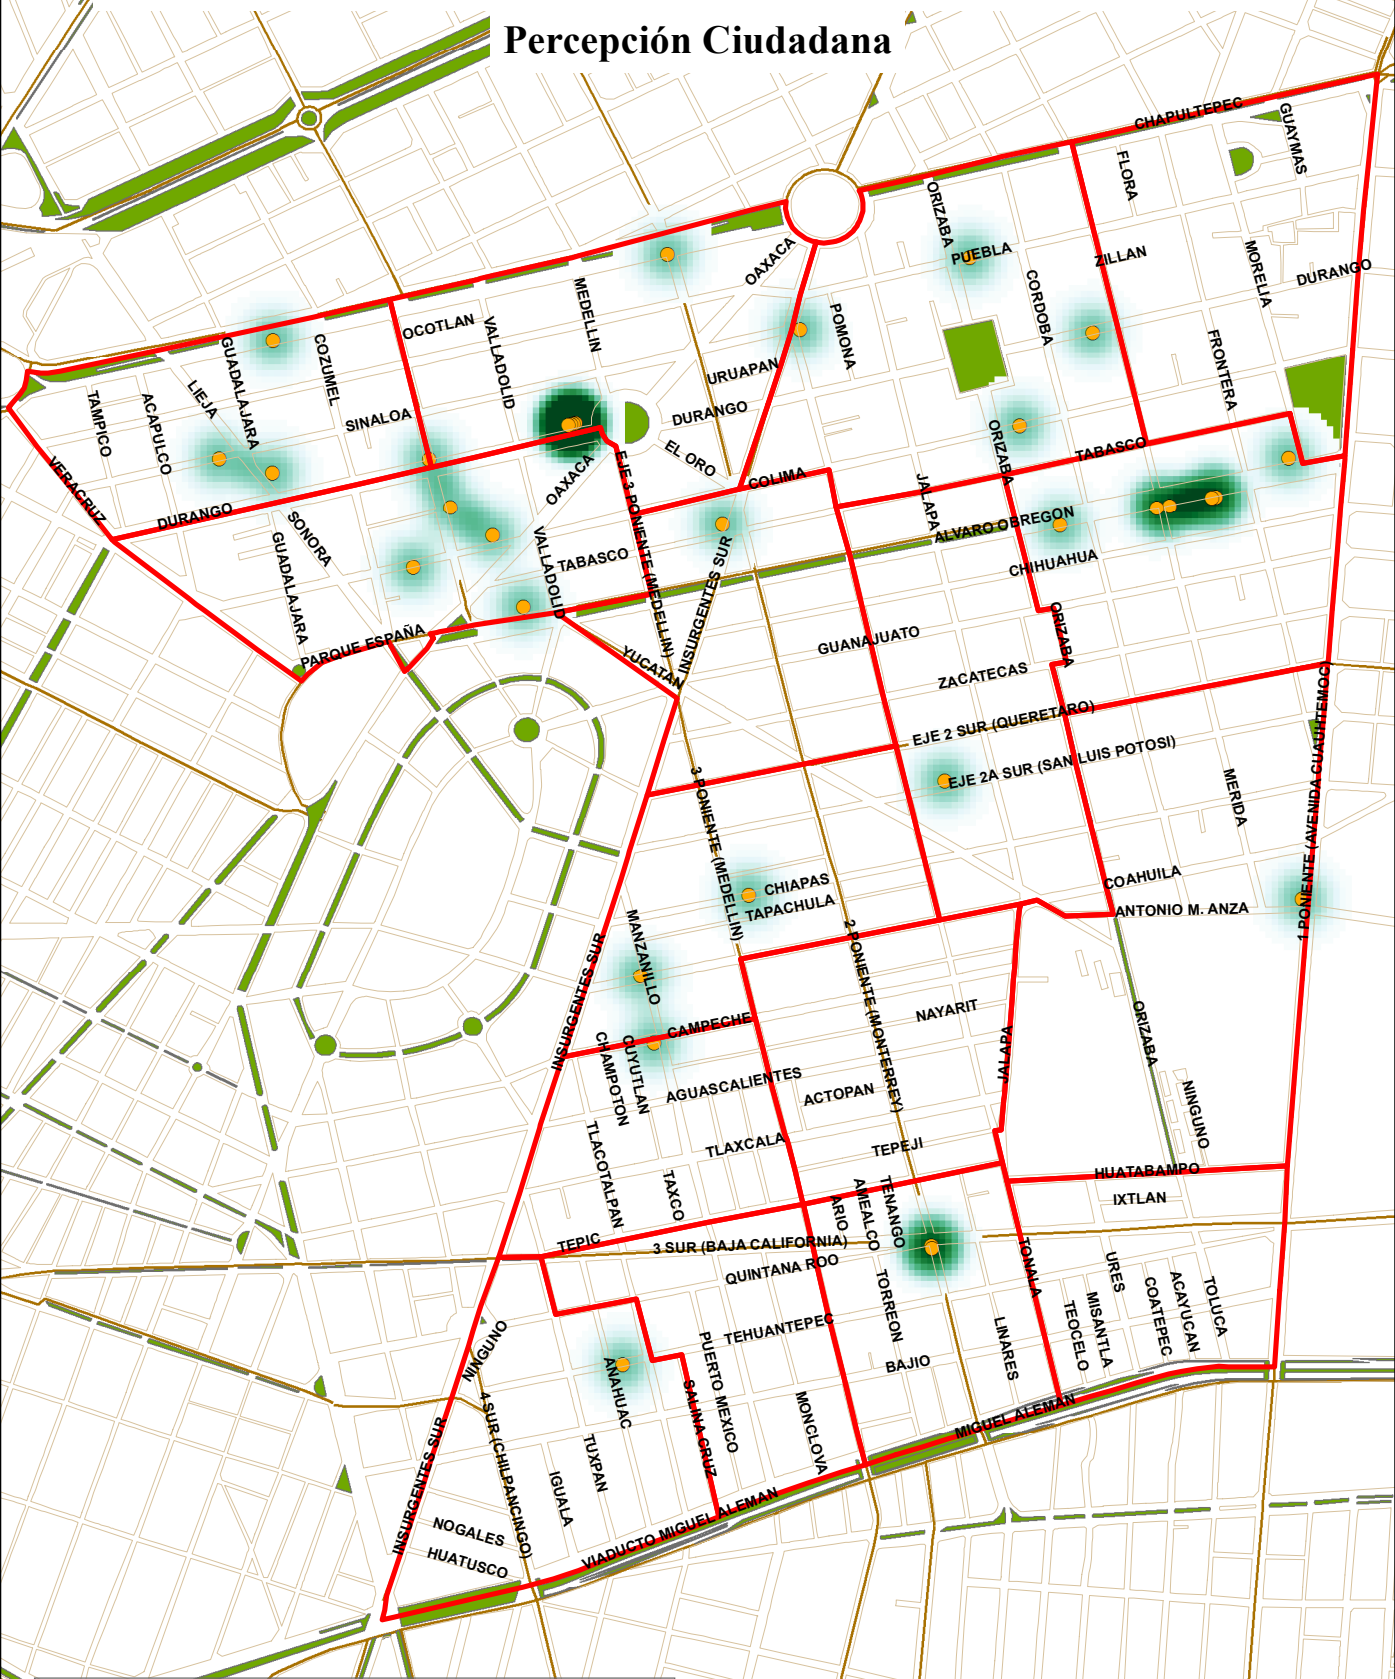 Percepción Ciudadana
CHAPULTEPEC
GUAYMAS
FLORA
ORIZABA
PUEBLA
OAXACA
ZILLAN
MORELIA
DURANGO
CORDOBA
MEDELLIN
OCOTLAN
VALLADOLID
COZUMEL
GUADALAJARA
LIEJA
ACAPULCO
TAMPICO
SINALOA
POMONA
URUAPAN
DURANGO
FRONTERA
EL ORO
OAXACA
COLIMA
ORIZABA
TABASCO
JALAPA
VERACRUZ
DURANGO
SONORA
GUADALAJARA
EJE 3 PONIENTE (MEDELLIN)
ALVARO OBREGON
CHIHUAHUA
VALLADOLID
TABASCO
INSURGENTES SUR
PARQUE ESPAÑA
YUCATAN
GUANAJUATO
ORIZABA
ZACATECAS
EJE 2 SUR (QUERETARO)
EJE 2A SUR (SAN LUIS POTOSI)
1 PONIENTE (AVENIDA CUAUHTEMOC)
MERIDA
3 PONIENTE (MEDELLIN)
CHIAPAS
TAPACHULA
COAHUILA
ANTONIO M. ANZA
MANZANILLO
2 PONIENTE (MONTERREY)
INSURGENTES SUR
CAMPECHE
NAYARIT
JALAPA
ORIZABA
CUYUTLAN
CHAMPOTON
AGUASCALIENTES
ACTOPAN
NINGUNO
TLAXCALA
TEPEJI
TLACOTALPAN
TAXCO
HUATABAMPO
IXTLAN
TENANGO
AMEALCO
ARIO
TEPIC
3 SUR (BAJA CALIFORNIA)
QUINTANA ROO
TONALA
URES
TORREON
COATEPEC
ACAYUCAN
TOLUCA
MISANTLA
TEOCELO
LINARES
TEHUANTEPEC
NINGUNO
PUERTO MEXICO
BAJIO
ANAHUAC
SALINA CRUZ
MONCLOVA
MIGUEL ALEMAN
4 SUR (CHILPANCINGO)
INSURGENTES SUR
TUXPAN
IGUALA
NOGALES
HUATUSCO
VIADUCTO MIGUEL ALEMAN